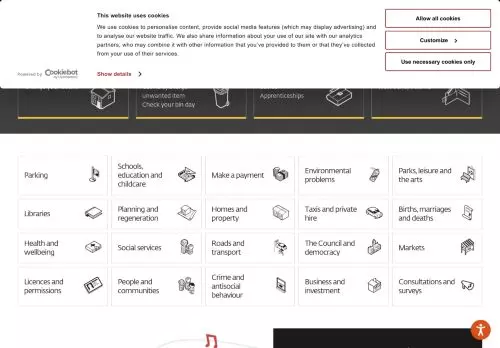 This website uses cookies
We use cookies to personalise content, provide social media features (which may display advertising) and
to analyse our website traffic. We also share information about your use of our site with our analytics
partners, who may combine it with other information that you've provided to them or that they've collected
from your use of their services.
Allow all cookies
Customize
Use necessary cookies only
Powered by Cookiebot
Show details
unwanted item
Check your bin day
Apprenticeships
Parking
Schools,
education and
childcare
Make a payment
Environmental
problems
Parks, leisure and
the arts
Libraries
Planning and
regeneration
Homes and
property
Taxis and private
hire
Births, marriages
and deaths
Health and
wellbeing
Social services
Roads and
transport
The Council and
democracy
Markets
Licences and
permissions
People and
communities
Crime and
antisocial
behaviour
Business and
investment
Consultations and
surveys